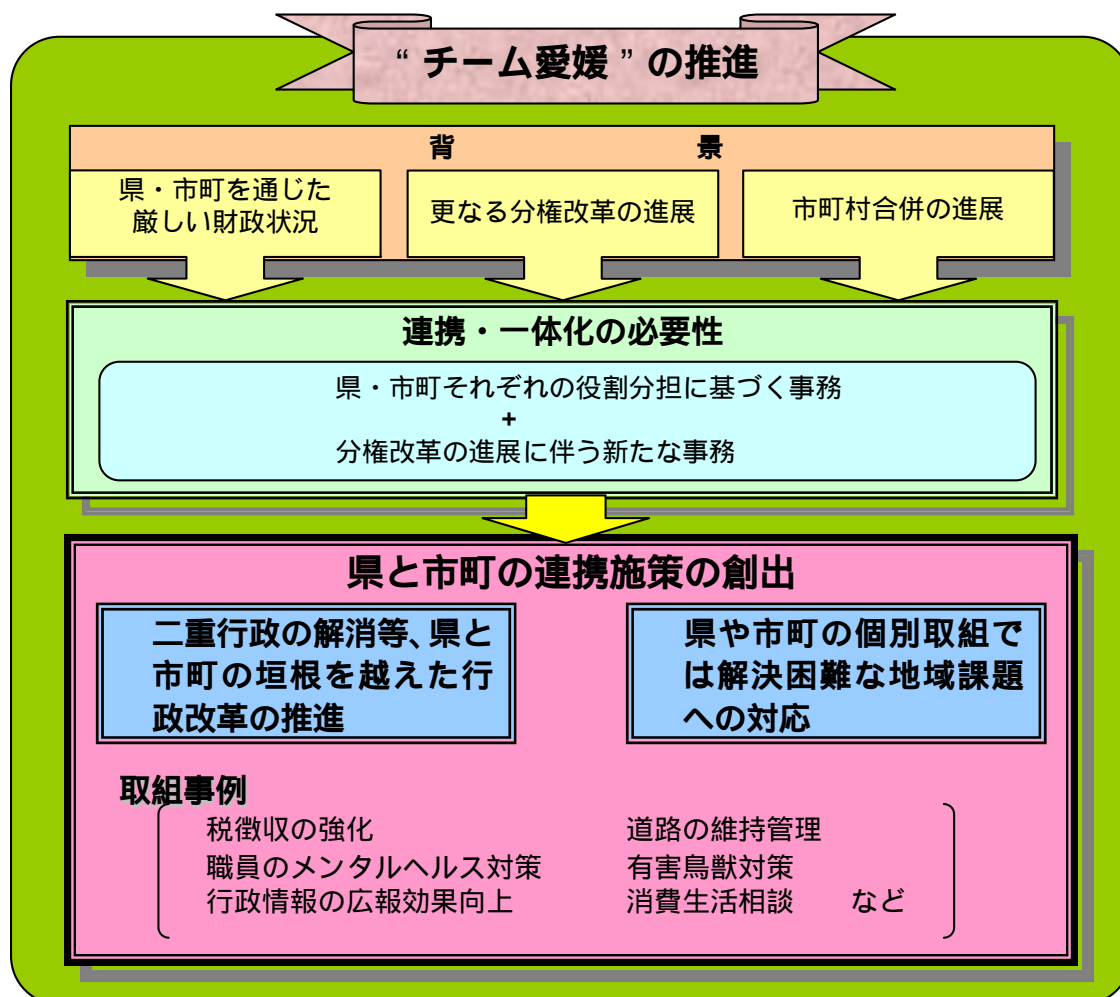 “ チーム愛媛 ” の推進
背　景
県・市町を通じた
厳しい財政状況
更なる分権改革の進展
市町村合併の進展
連携・一体化の必要性
県・市町それぞれの役割分担に基づく事務
+
分権改革の進展に伴う新たな事務
県と市町の連携施策の創出
二重行政の解消等、県と
市町の垣根を越えた行
政改革の推進
県や市町の個別取組で
は解決困難な地域課題
への対応
取組事例
税徴収の強化
職員のメンタルヘルス対策
行政情報の広報効果向上
道路の維持管理
有害鳥獣対策
消費生活相談　など